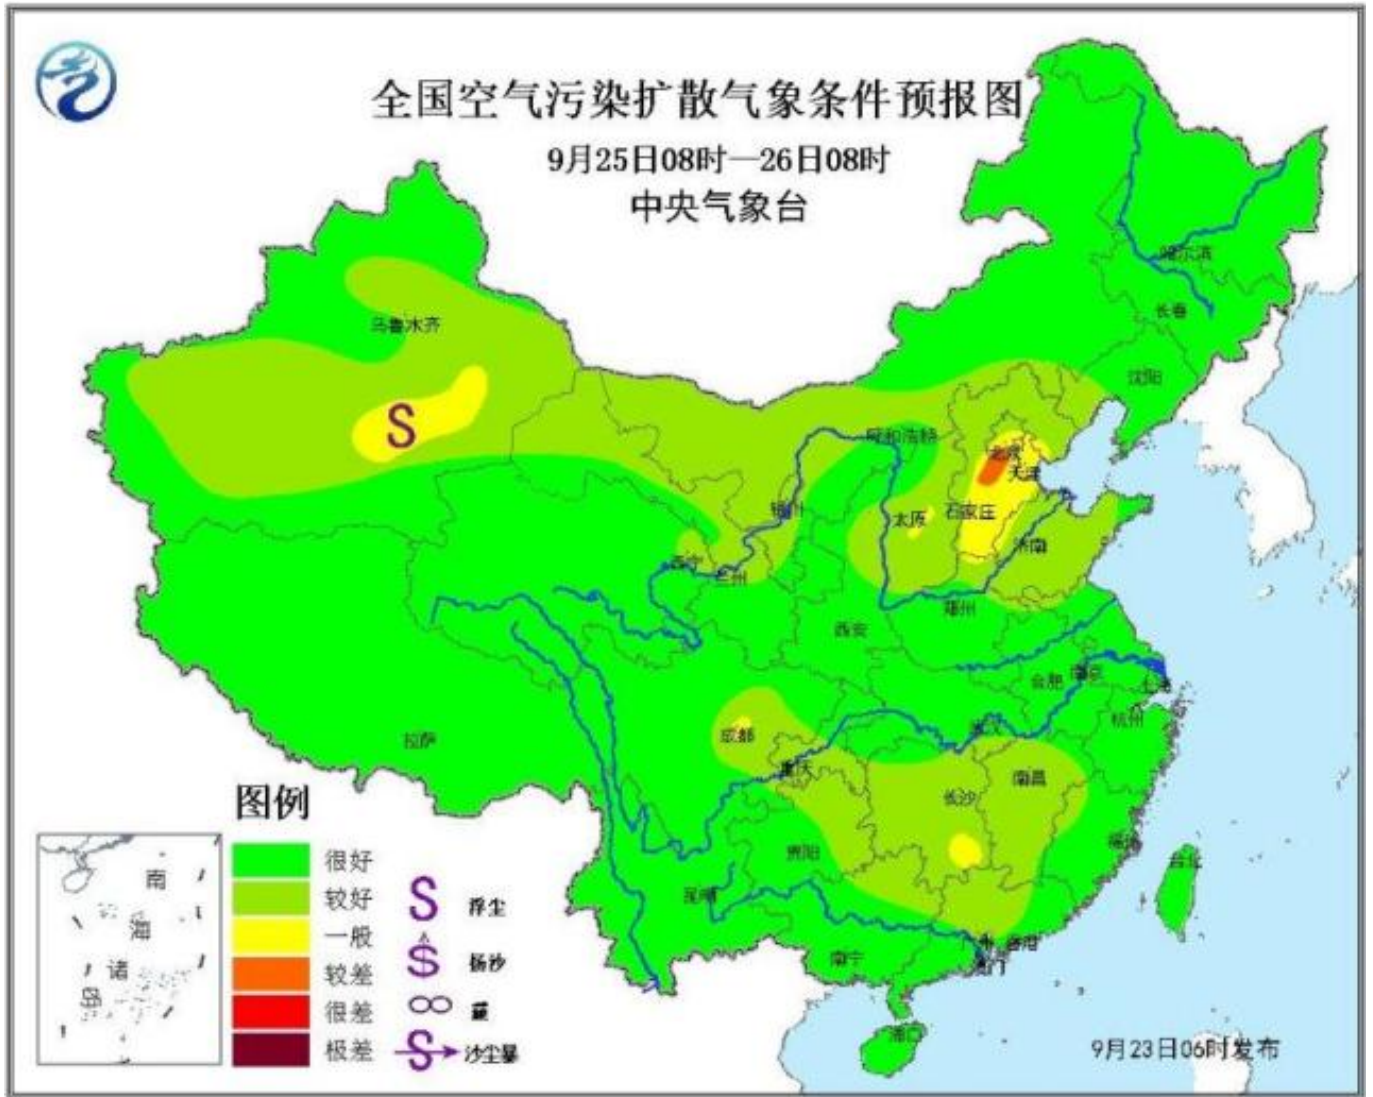 全国空气污染扩散气象条件预报图
9月25日08时—26日08时
中央气象台
哈尔滨
长春
乌鲁木齐
沈阳
呼和浩特
北京
天津
银川
太原
石家庄
济南
西宁
兰州
郑州
西安
合肥
南京
上海
杭州
武汉
成都
拉萨
重庆
南昌
长沙
贵阳
福州
台北
昆明
广州
香港
澳门
南宁
海口
图例
很好
较好
一般
较差
很差
极差
浮尘
扬沙
霾
沙尘暴
南
海
诸
岛
9月23日06时发布